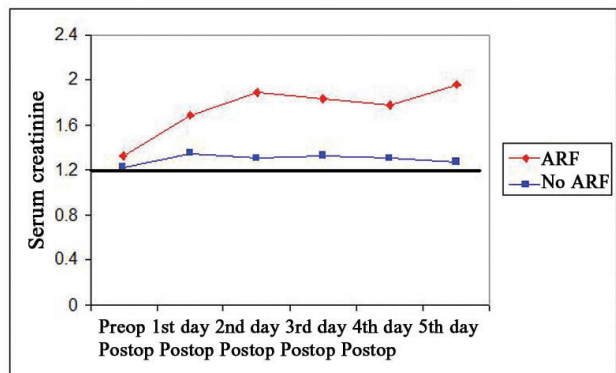 2.4
2
1.6
1.2
0.8
0.4
0
Serum creatinine
Preop 1st day 2nd day 3rd day 4th day 5th day
Postop Postop Postop Postop Postop
ARF
No ARF